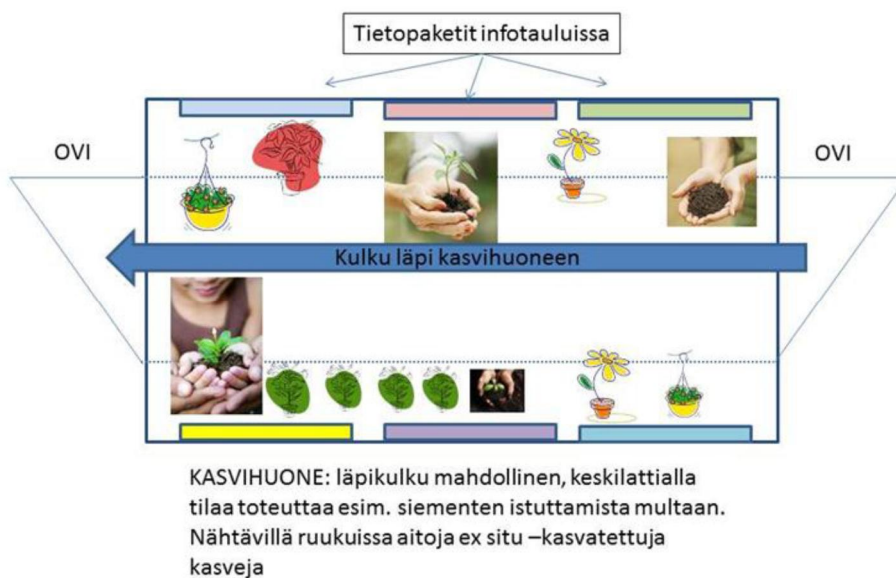 Tietopaketit infotauluissa
OVI
OVI
Kulku läpi kasvihuoneen
KASVIHUONE: läpikulku mahdollinen, keskilattialla
tilaa toteuttaa esim. siementen istuttamista multaan.
Nähtävillä ruukuissa aitoja ex situ –kasvatettuja
kasveja